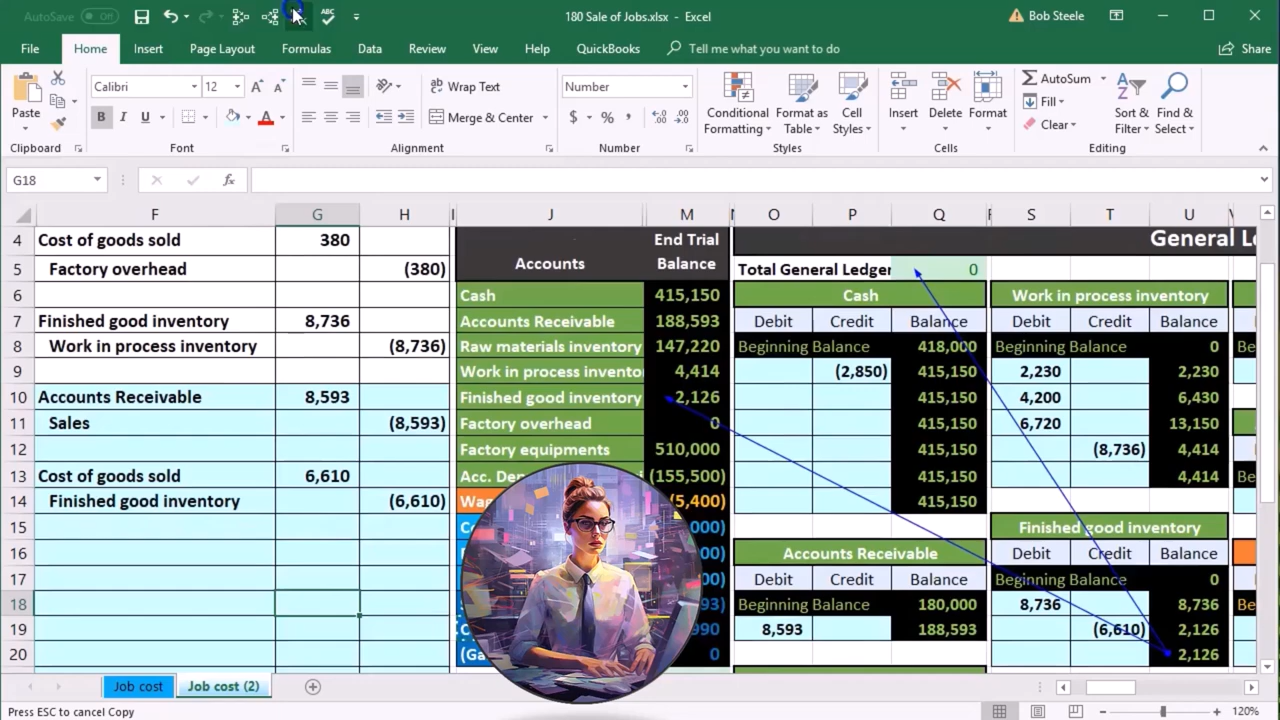 AutoSave Off 180 Sale of Jobs.xlsx - Excel Bob Steele
File Home Insert Page Layout Formulas Data Review View Help QuickBooks Tell me what you want to do Share
Paste Calibri 12 Wrap Text Number AutoSum
B I U Merge & Center $ % Conditional Formatting Format as Table Cell Styles Insert Delete Format Fill Clear Sort & Filter Find & Select
Clipboard Font Alignment Number Styles Cells Editing
G18 fx
F G H I J M O P Q S T U
4 Cost of goods sold 380 End Trial General
5 Factory overhead (380) Accounts Balance Total General Ledger 0
6 Cash 415,150 Cash Work in process inventory
7 Finished good inventory 8,736 Accounts Receivable 188,593 Debit Credit Balance Debit Credit Balance
8 Work in process inventory (8,736) Raw materials inventory 147,220 Beginning Balance 418,000 Beginning Balance 0
9 Work in process invento 4,414 (2,850) 415,150 2,230 2,230
10 Accounts Receivable 8,593 Finished good inventory 2,126 415,150 4,200 6,430
11 Sales (8,593) Factory overhead 0 415,150 6,720 13,150
12 Factory equipments 510,000 415,150 (8,736) 4,414
13 Cost of goods sold 6,610 Acc. De (155,500) 415,150 4,414
14 Finished good inventory (6,610) Wag (5,400) 415,150
15 000) Finished good inventory
16 00) Accounts Receivable Debit Credit Balance
17 00) Debit Credit Balance Beginning Balance 0
18 93) Beginning Balance 180,000 8,736 8,736
19 990 8,593 188,593 (6,610) 2,126
20 (Ga 0 2,126
Job cost Job cost (2)
Press ESC to cancel Copy 120%